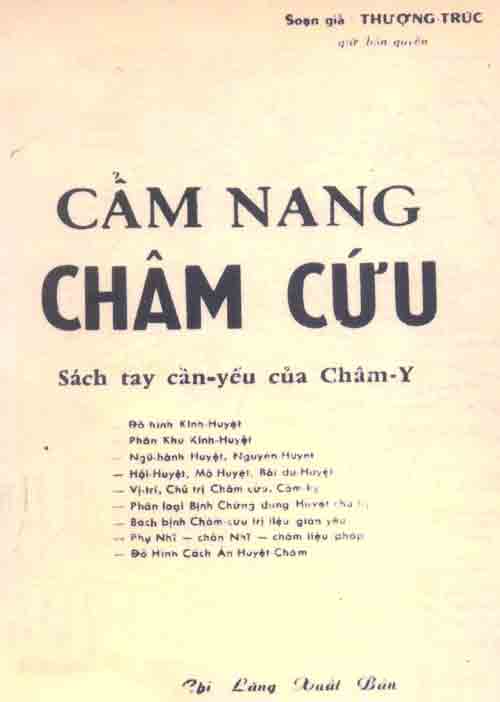 Soạn giả : THƯỢNG-TRÚC
giữ bản quyền
CẨM NANG
CHÂM CỨU
Sách tay cần-yếu của Châm-Y
Đồ hình Kinh-Huyệt
Phân Khu Kinh-Huyệt
— Ngũ-hành Huyệt, Nguyên Huyệt
— Hội-Huyệt, Mộ Huyệt, Bối du-Huyệt
— Vị-trí, Chủ trị Châm cứu, Cấm-kỵ
— Phân loại Bịnh Chứng dùng Huyệt chủ trị
— Bách bịnh Châm-cứu trị liệu giản yếu
— Phụ Nhĩ — chân Nhĩ — châm liệu pháp
— Đồ Hình Cách Ấn Huyệt Châm
Chi Lăng Xuất Bản